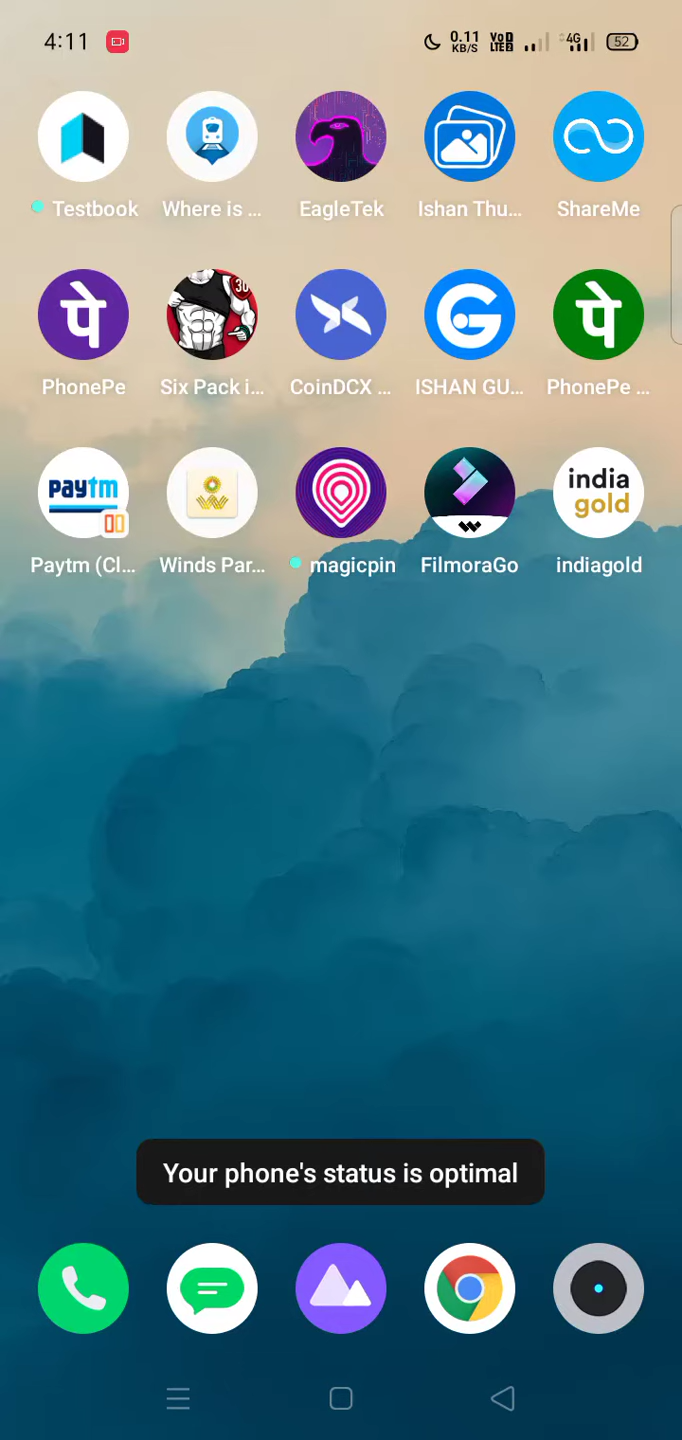 4:11
0.11 KB/S
VoD LTE2
4G
52
Testbook
Where is ...
EagleTek
Ishan Thu...
ShareMe
पे
30
G
पे
PhonePe
Six Pack i...
CoinDCX ...
ISHAN GU...
PhonePe ...
paytm
india
gold
Paytm (Cl...
Winds Par...
magicpin
FilmoraGo
indiagold
Your phone's status is optimal